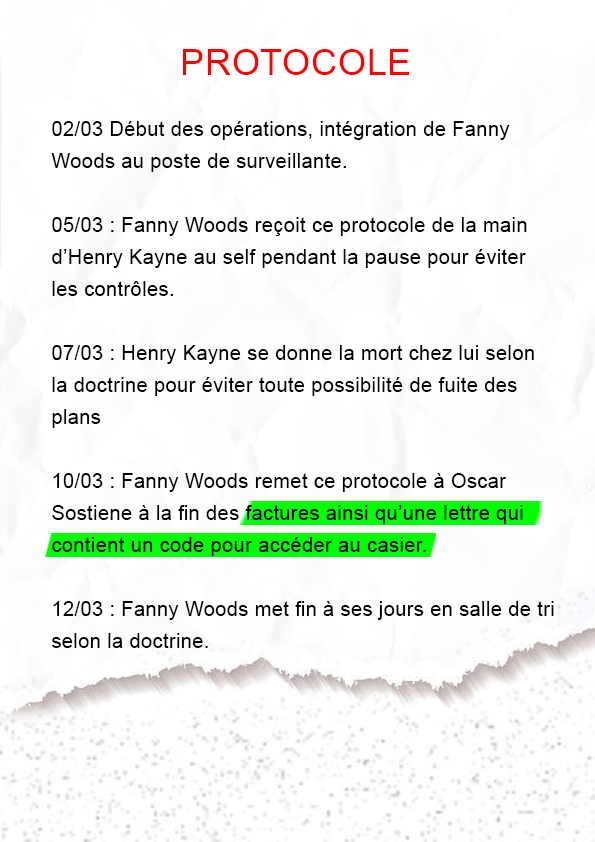 PROTOCOLE
02/03 Début des opérations, intégration de Fanny
Woods au poste de surveillante.
05/03 : Fanny Woods reçoit ce protocole de la main
d’Henry Kayne au self pendant la pause pour éviter
les contrôles.
07/03 : Henry Kayne se donne la mort chez lui selon
la doctrine pour éviter toute possibilité de fuite des
plans
10/03 : Fanny Woods remet ce protocole à Oscar
Sostiene à la fin des factures ainsi qu’une lettre qui
contient un code pour accéder au casier.
12/03 : Fanny Woods met fin à ses jours en salle de tri
selon la doctrine.